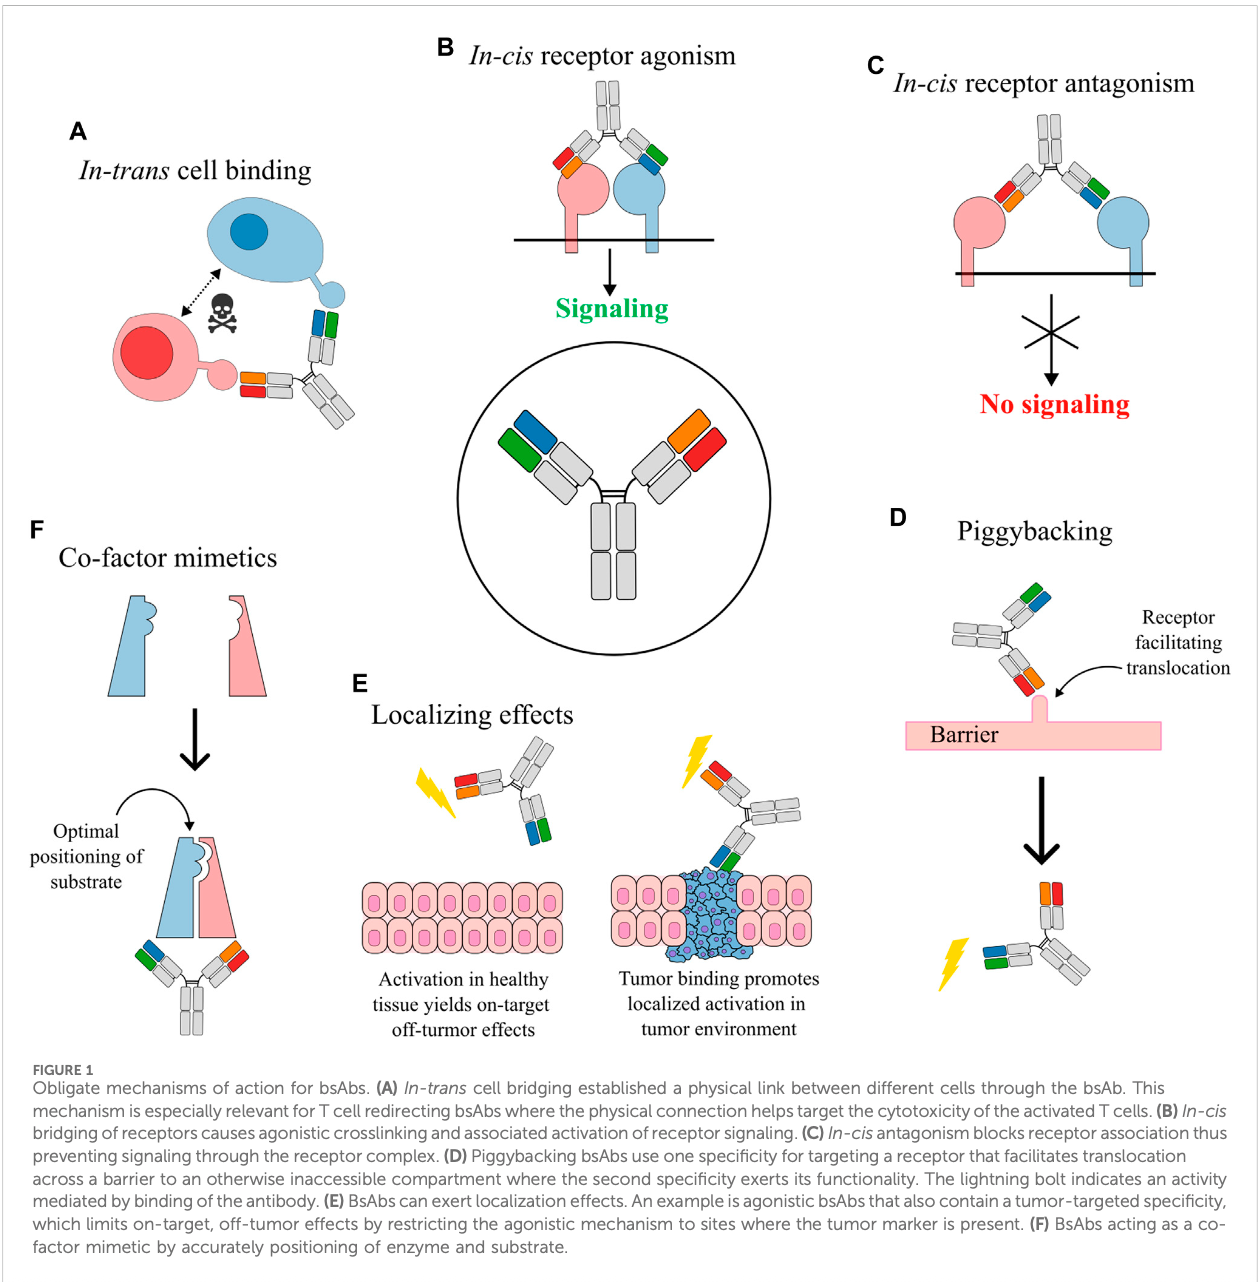 A
In-trans cell binding
B
In-cis receptor agonism
Signaling
C
In-cis receptor antagonism
No signaling
D
Piggybacking
Receptor
facilitating
translocation
Barrier
E
Localizing effects
Activation in healthy
tissue yields on-target
off-turmor effects
Tumor binding promotes
localized activation in
tumor environment
F
Co-factor mimetics
Optimal
positioning of
substrate
FIGURE 1
Obligate mechanisms of action for bsAbs. (A) In-trans cell bridging established a physical link between different cells through the bsAb. This
mechanism is especially relevant for T cell redirecting bsAbs where the physical connection helps target the cytotoxicity of the activated T cells. (B) In-cis
bridging of receptors causes agonistic crosslinking and associated activation of receptor signaling. (C) In-cis antagonism blocks receptor association thus
preventing signaling through the receptor complex. (D) Piggybacking bsAbs use one specificity for targeting a receptor that facilitates translocation
across a barrier to an otherwise inaccessible compartment where the second specificity exerts its functionality. The lightning bolt indicates an activity
mediated by binding of the antibody. (E) BsAbs can exert localization effects. An example is agonistic bsAbs that also contain a tumor-targeted specificity,
which limits on-target, off-tumor effects by restricting the agonistic mechanism to sites where the tumor marker is present. (F) BsAbs acting as a co-
factor mimetic by accurately positioning of enzyme and substrate.